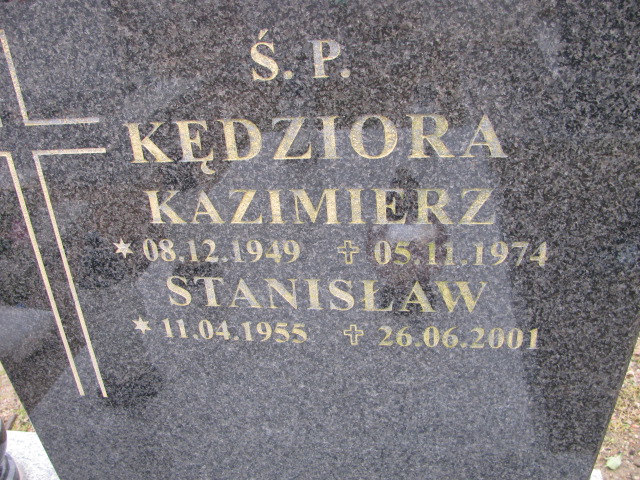 Ś. P.
KĘDZIORA
KAZIMIERZ
* 08.12.1949 ✝ 05.11.1974
STANISŁAW
* 11.04.1955 ✝ 26.06.2001